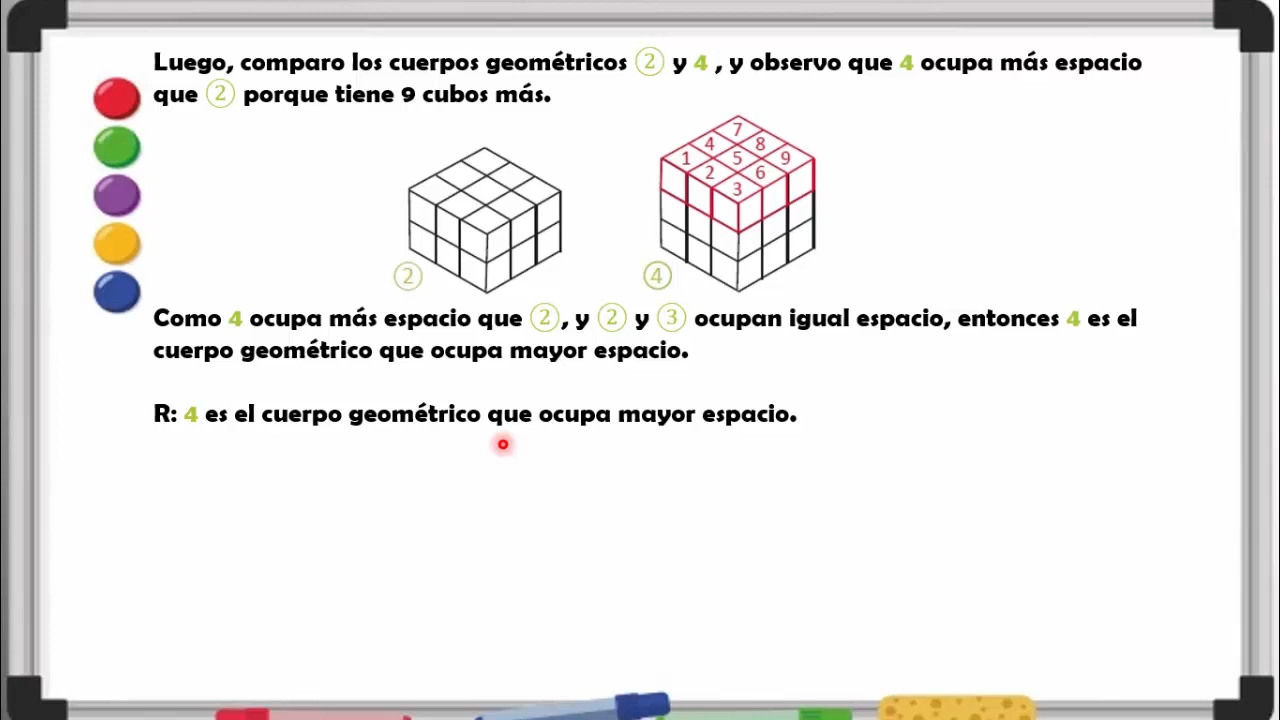 Luego, comparo los cuerpos geométricos ② y 4 , y observo que 4 ocupa más espacio
que ② porque tiene 9 cubos más.
7
4 8
1 5 9
2 6
3
② ④
Como 4 ocupa más espacio que ②, y ② y ③ ocupan igual espacio, entonces 4 es el
cuerpo geométrico que ocupa mayor espacio.
R: 4 es el cuerpo geométrico que ocupa mayor espacio.